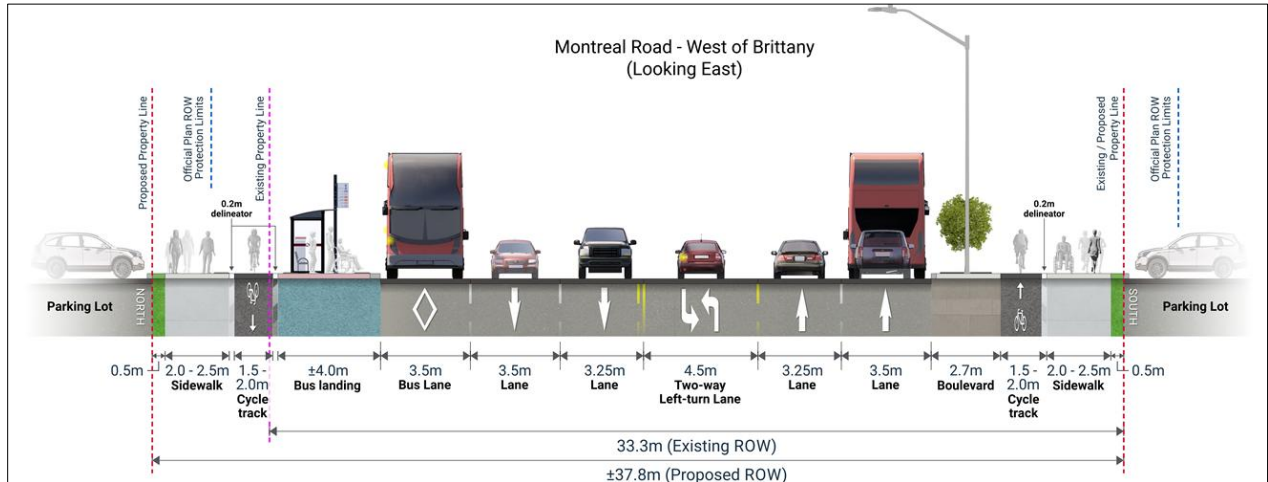 Montreal Road - West of Brittany
(Looking East)
Proposed Property Line
Official Plan ROW
Protection Limits
Existing Property Line
0.2m
delineator
Existing / Proposed
Property Line
Official Plan ROW
Protection Limits
0.2m
delineator
Parking Lot
NORTH
SOUTH
Parking Lot
0.5m
2.0 - 2.5m
Sidewalk
1.5 -
2.0m
Cycle
track
±4.0m
Bus landing
3.5m
Bus Lane
3.5m
Lane
3.25m
Lane
4.5m
Two-way
Left-turn Lane
3.25m
Lane
3.5m
Lane
2.7m
Boulevard
1.5 -
2.0m
Cycle
track
2.0 - 2.5m
Sidewalk
0.5m
33.3m (Existing ROW)
±37.8m (Proposed ROW)